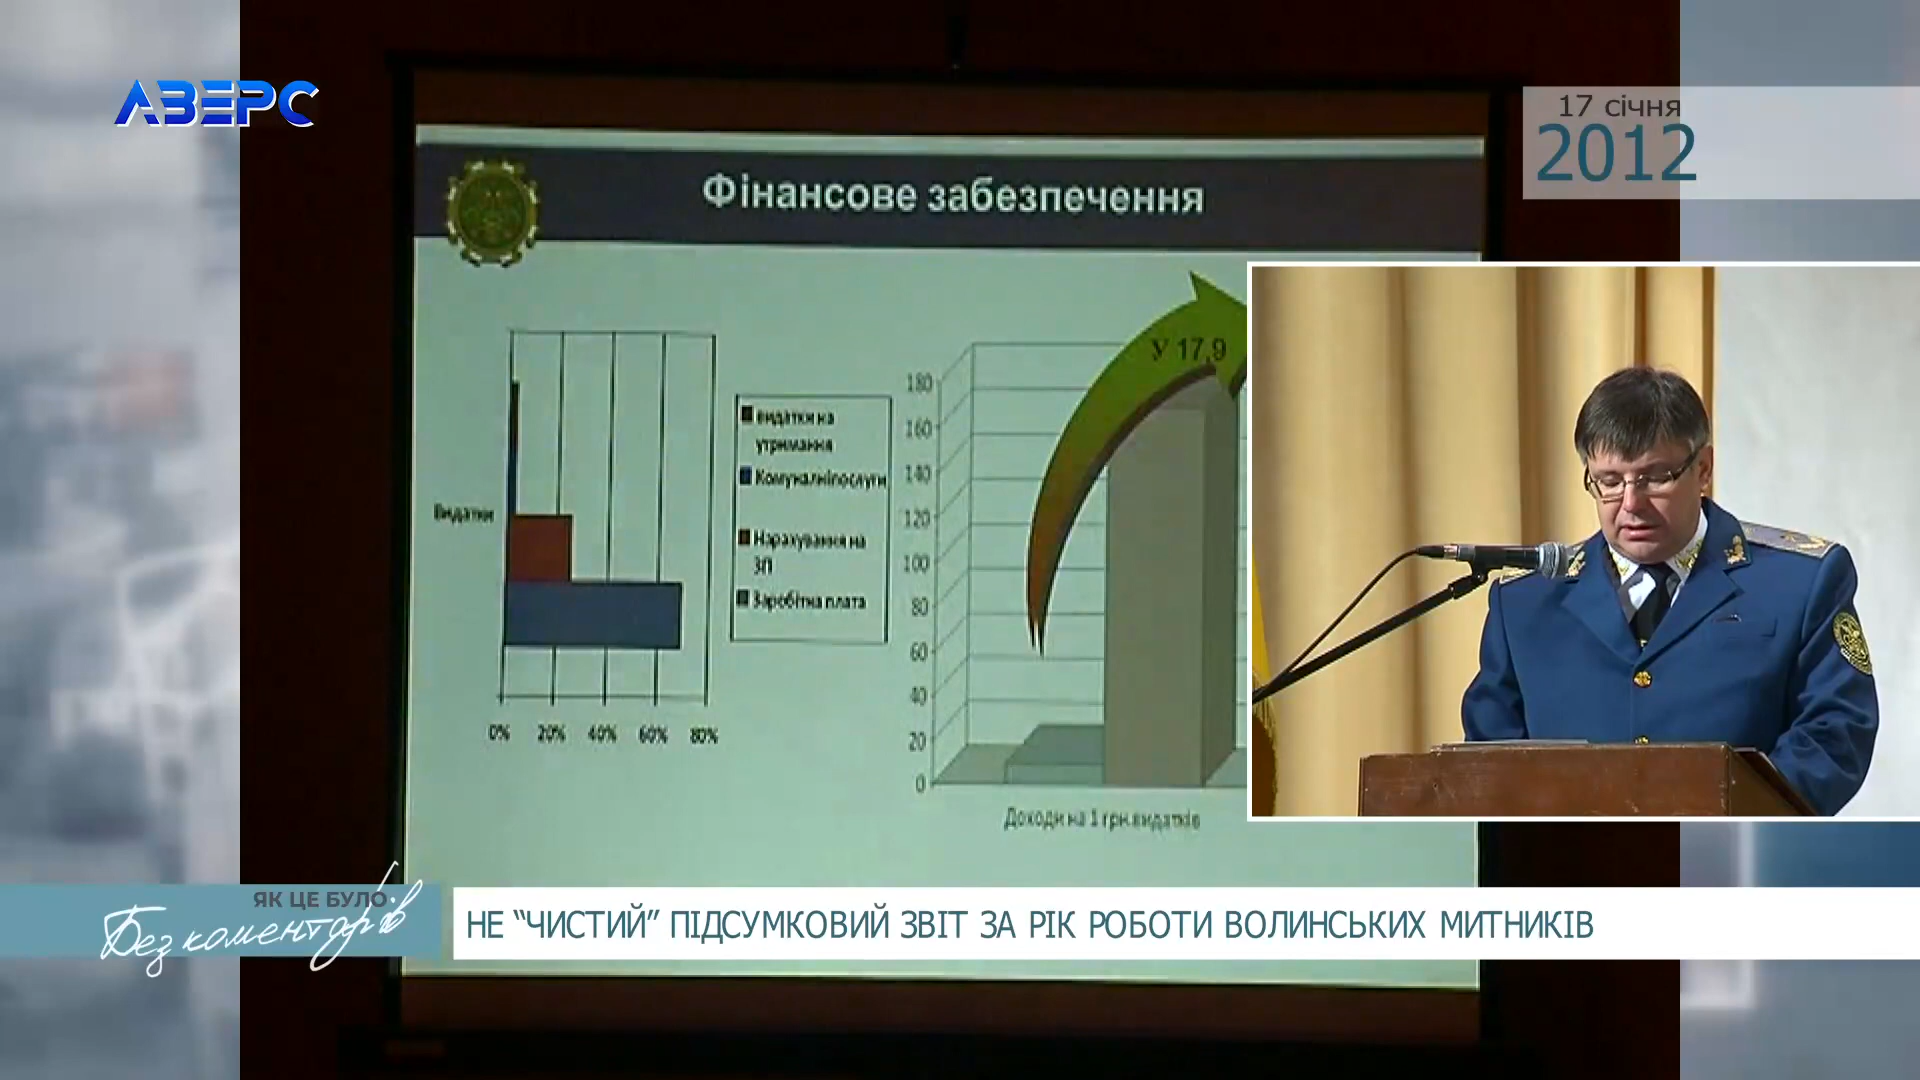 АВЕРС
17 січня
2012
Фінансове забезпечення
У 17,9
Видатки
0% 20% 40% 60% 80%
видатки на
утримання
Комуналніпослуги
Нарахування на
ЗП
Заробітна плата
180
160
140
120
100
80
60
40
20
0
Доходи на 1 грн.видатків
ЯК ЦЕ БУЛО
Без коментарів
НЕ “ЧИСТИЙ” ПІДСУМКОВИЙ ЗВІТ ЗА РІК РОБОТИ ВОЛИНСЬКИХ МИТНИКІВ